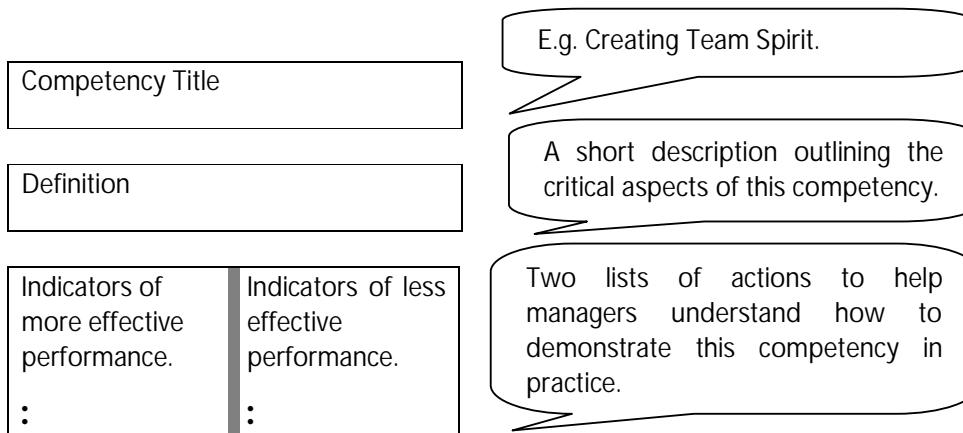 E.g. Creating Team Spirit.
Competency Title
A short description outlining the
critical aspects of this competency.
Definition
Indicators of
more effective
performance.
:
Indicators of less
effective
performance.
:
Two lists of actions to help
managers understand how to
demonstrate this competency in
practice.